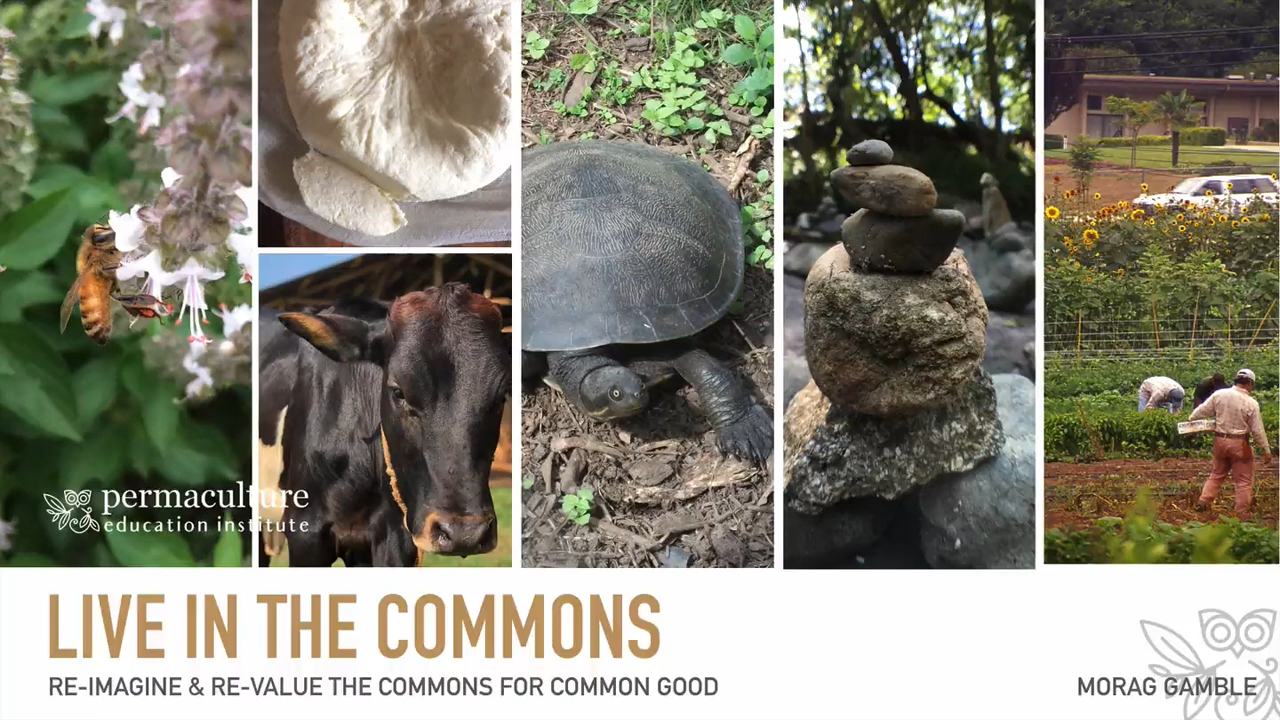 permaculture
education institute
LIVE IN THE COMMONS
RE-IMAGINE & RE-VALUE THE COMMONS FOR COMMON GOOD
MORAG GAMBLE